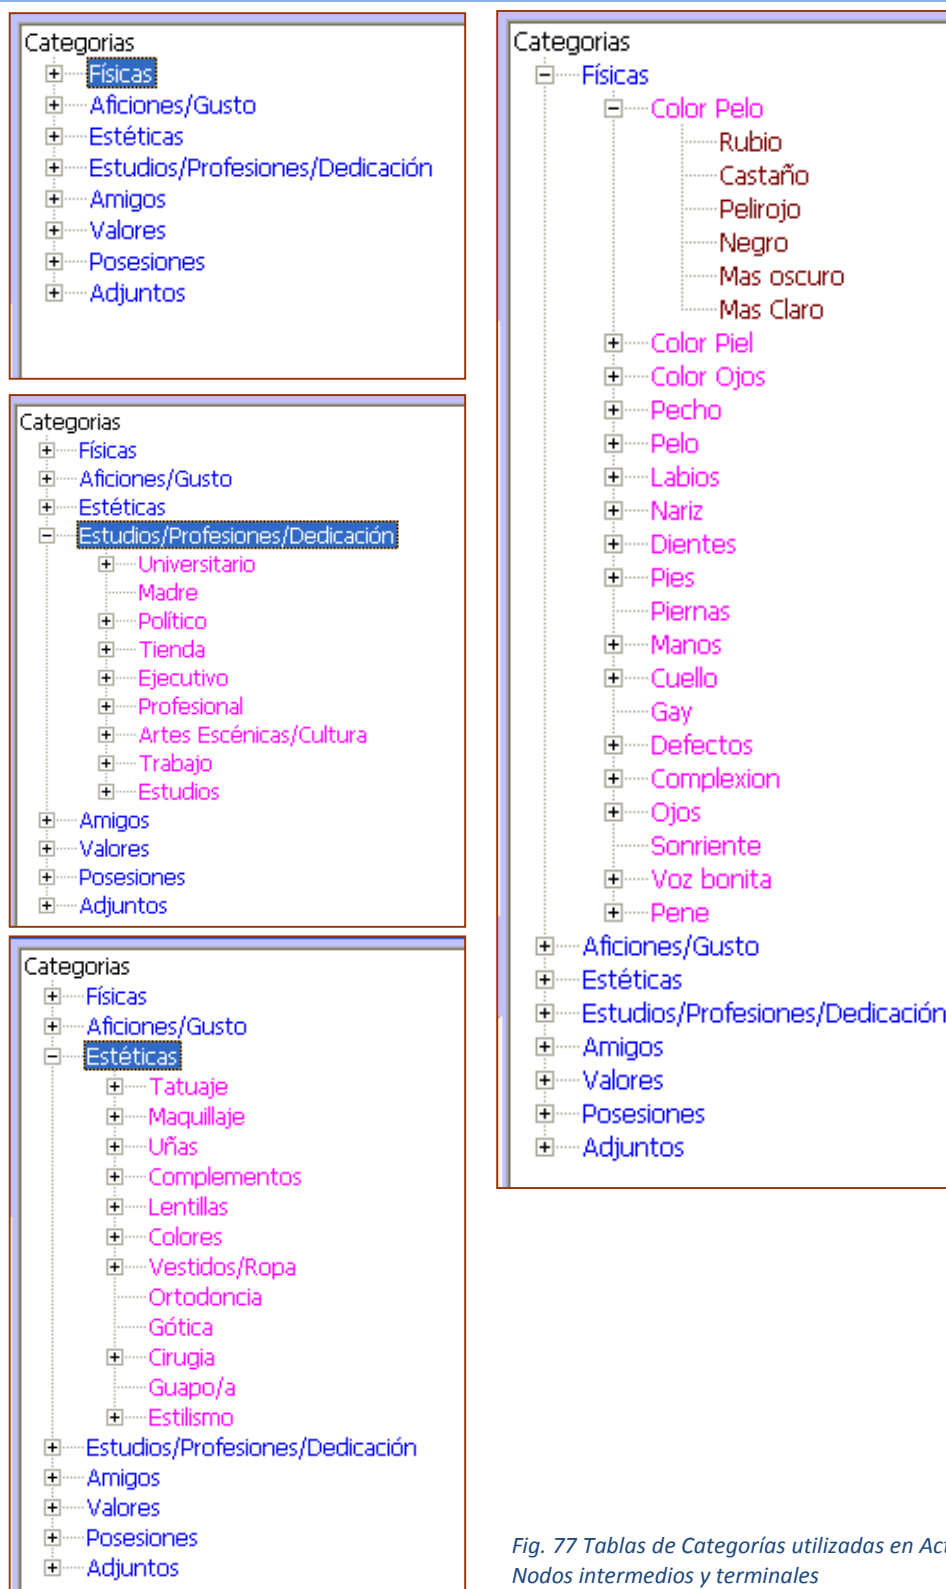 Categorias
Físicas
Aficiones/Gusto
Estéticas
Estudios/Profesiones/Dedicación
Amigos
Valores
Posesiones
Adjuntos
Categorias
Físicas
Aficiones/Gusto
Estéticas
Estudios/Profesiones/Dedicación
Universitario
Madre
Político
Tienda
Ejecutivo
Profesional
Artes Escénicas/Cultura
Trabajo
Estudios
Amigos
Valores
Posesiones
Adjuntos
Categorias
Físicas
Aficiones/Gusto
Estéticas
Tatuaje
Maquillaje
Uñas
Complementos
Lentillas
Colores
Vestidos/Ropa
Ortodoncia
Gótica
Cirugia
Guapo/a
Estilismo
Estudios/Profesiones/Dedicación
Amigos
Valores
Posesiones
Adjuntos
Categorias
Físicas
Color Pelo
Rubio
Castaño
Pelirojo
Negro
Mas oscuro
Mas Claro
Color Piel
Color Ojos
Pecho
Pelo
Labios
Nariz
Dientes
Pies
Piernas
Manos
Cuello
Gay
Defectos
Complexion
Ojos
Sonriente
Voz bonita
Pene
Aficiones/Gusto
Estéticas
Estudios/Profesiones/Dedicación
Amigos
Valores
Posesiones
Adjuntos
Fig. 77 Tablas de Categorías utilizadas en Act
Nodos intermedios y terminales